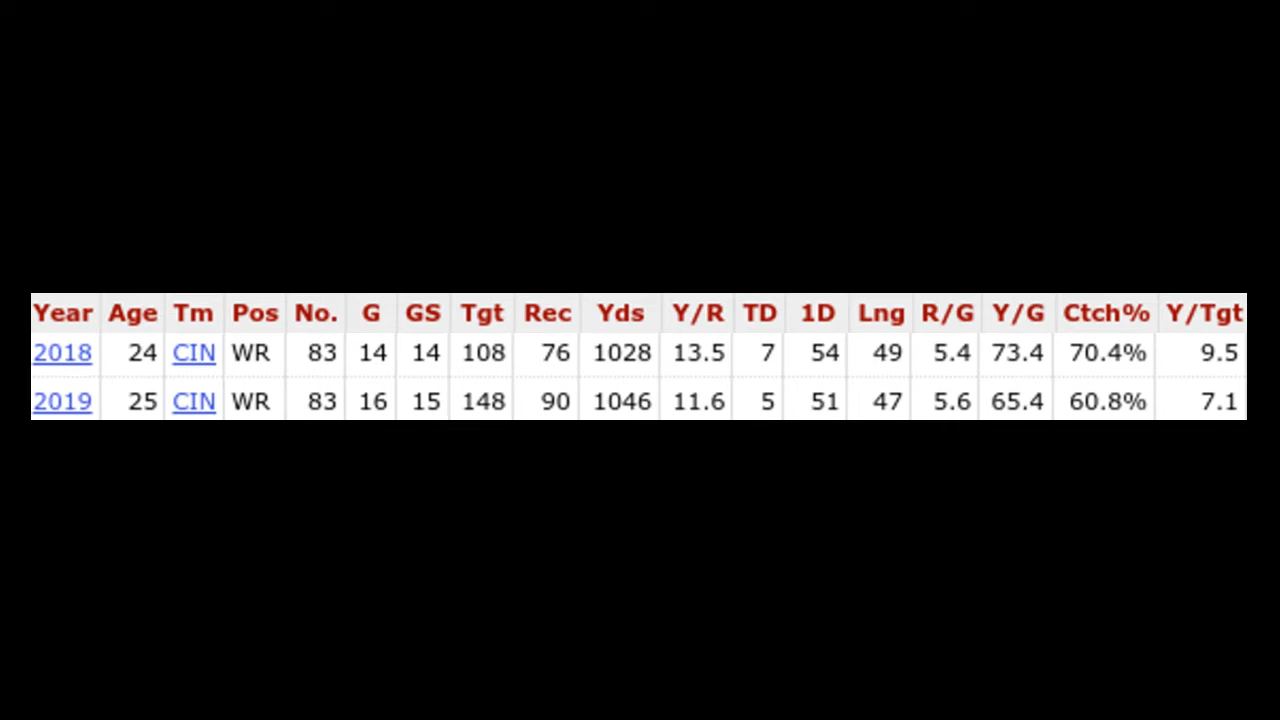 Year Age Tm Pos No. G GS Tgt Rec Yds Y/R TD 1D Lng R/G Y/G Ctch% Y/Tgt
2018 24 CIN WR 83 14 14 108 76 1028 13.5 7 54 49 5.4 73.4 70.4% 9.5
2019 25 CIN WR 83 16 15 148 90 1046 11.6 5 51 47 5.6 65.4 60.8% 7.1